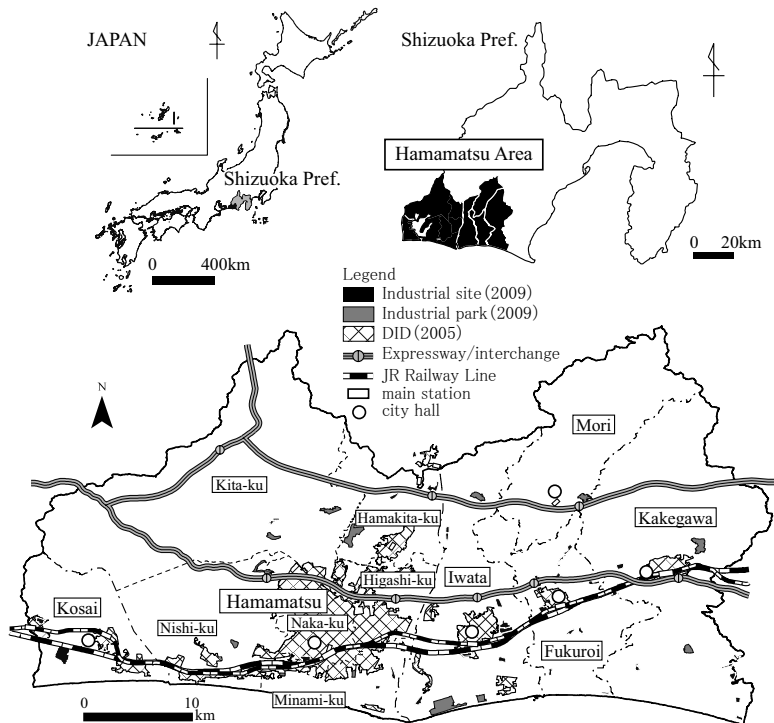 JAPAN
Shizuoka Pref.
0 400km
Shizuoka Pref.
Hamamatsu Area
0 20km
Legend
Industrial site (2009)
Industrial park (2009)
DID (2005)
Expressway/interchange
JR Railway Line
main station
city hall
N
Mori
Kita-ku
Hamakita-ku
Kakegawa
Higashi-ku
Iwata
Hamamatsu
Kosai
Nishi-ku
Naka-ku
Fukuroi
Minami-ku
0 10
km